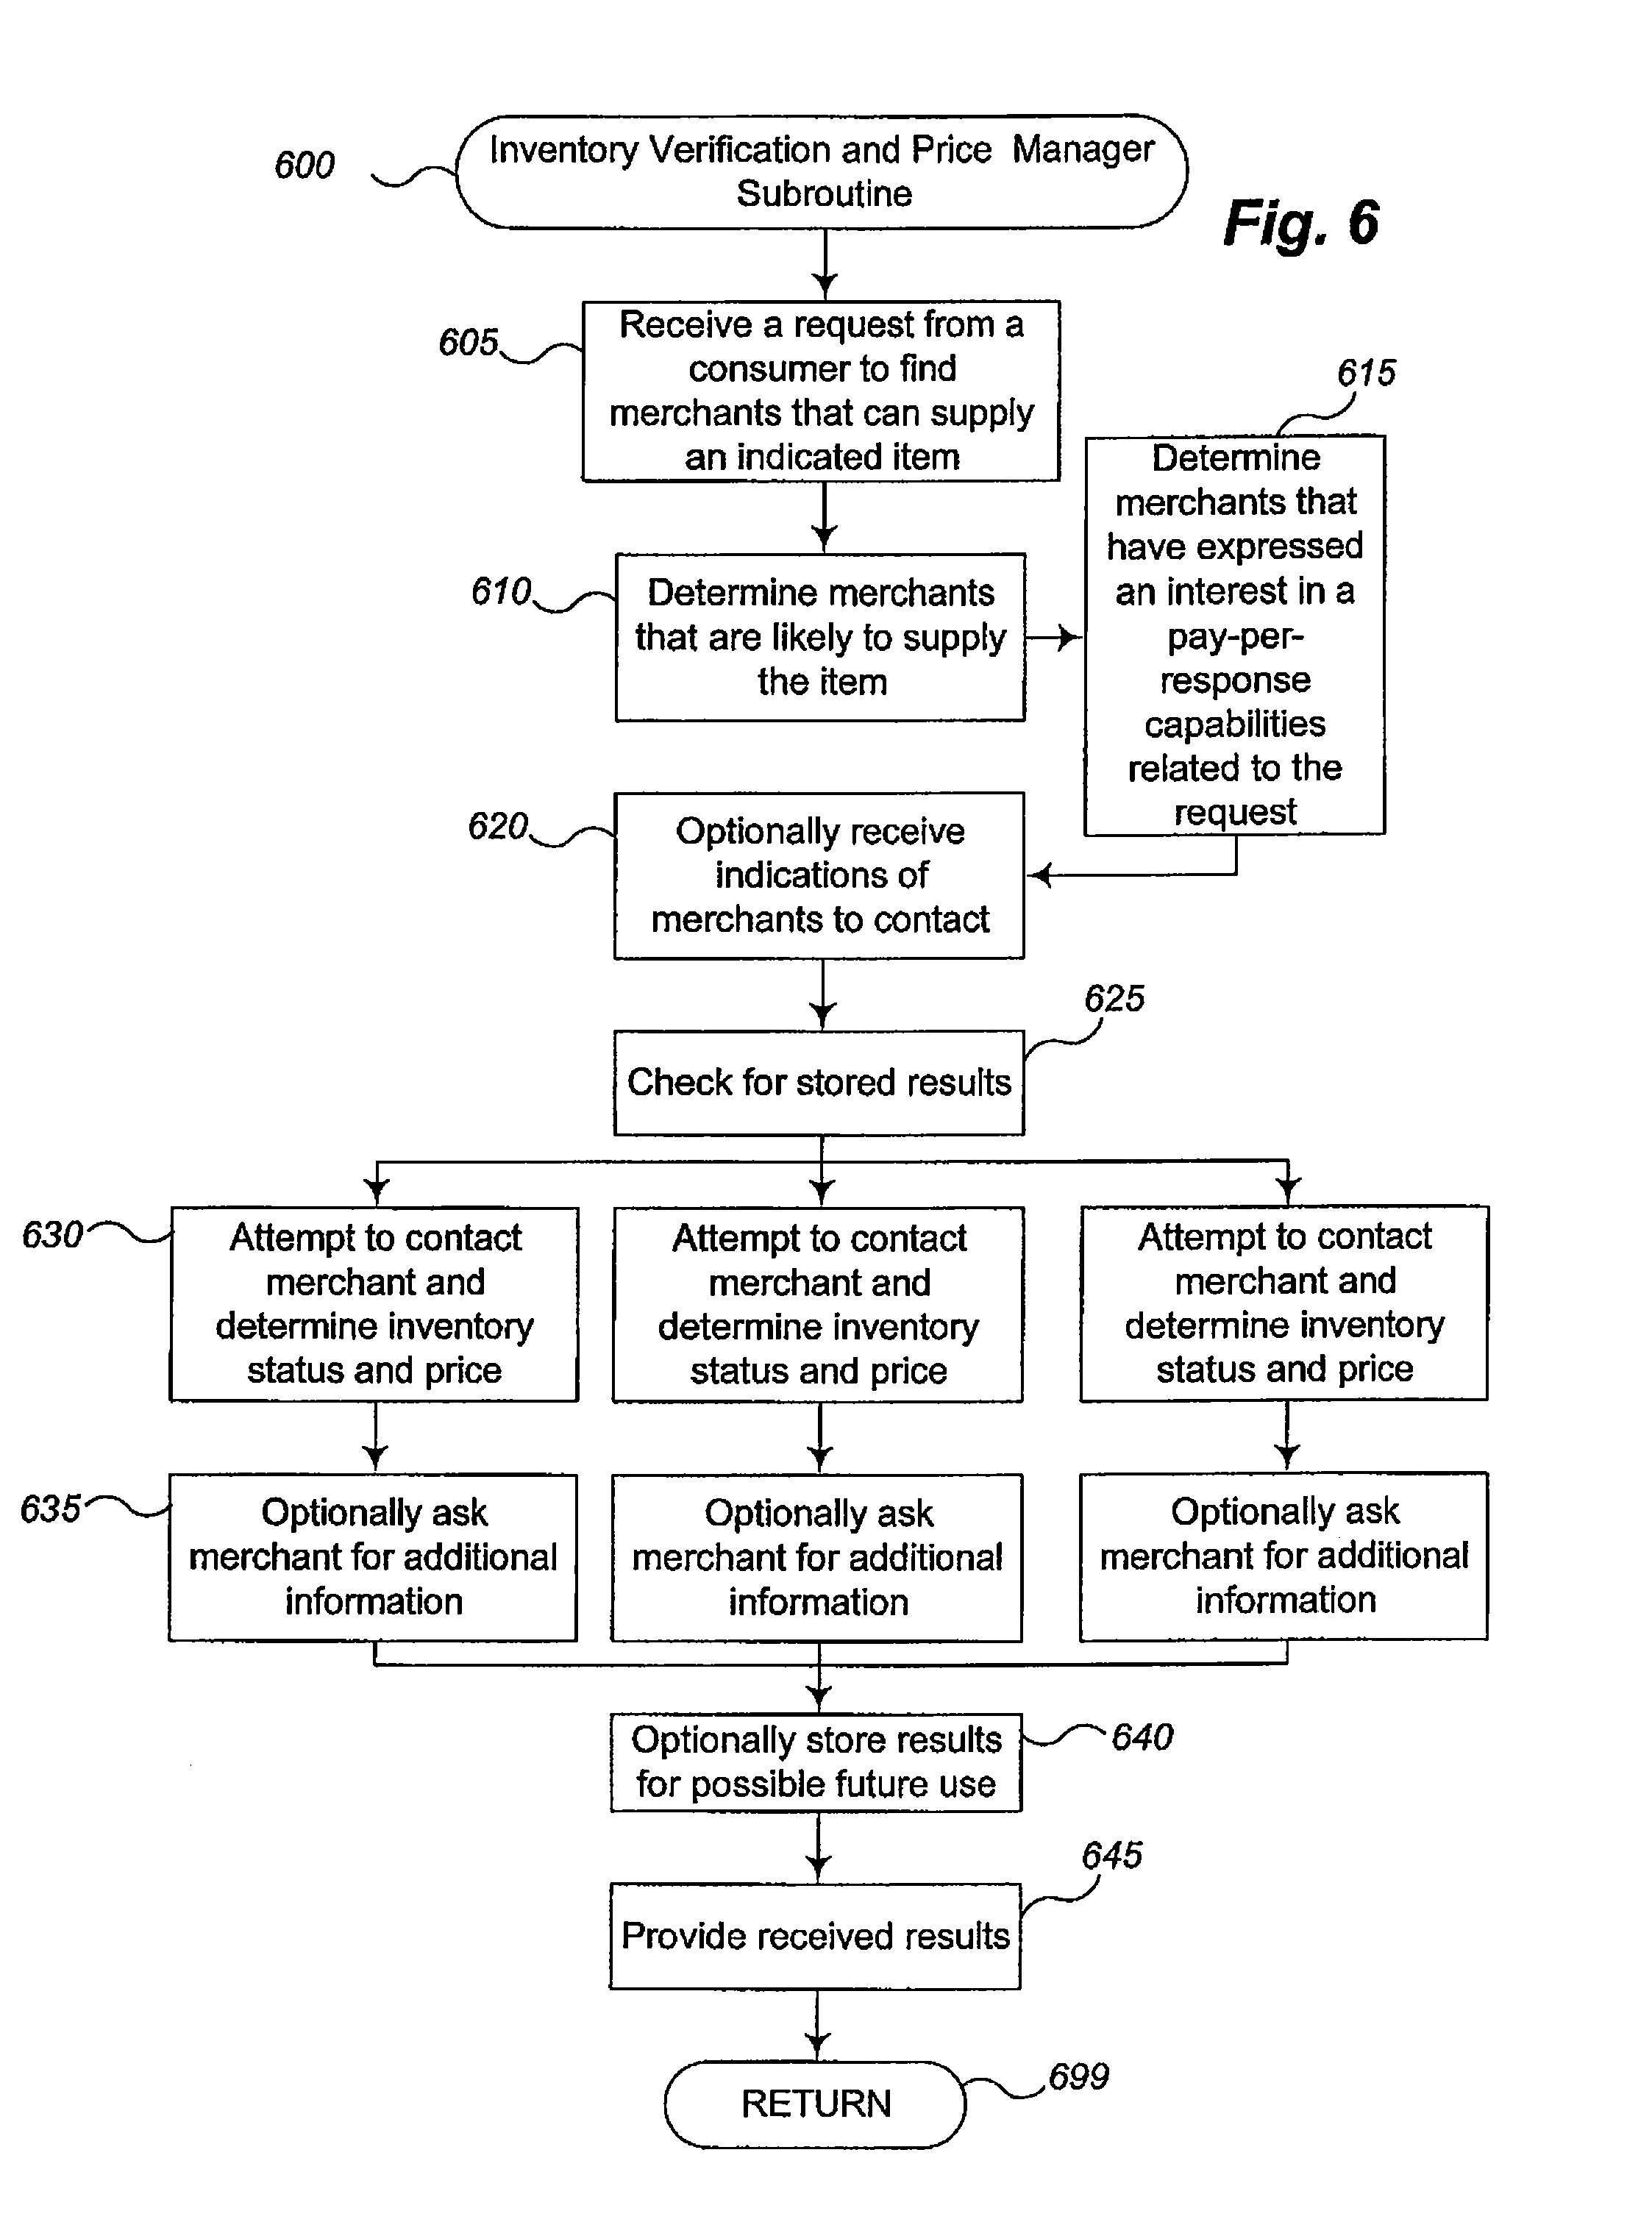 600
Inventory Verification and Price Manager
Subroutine
Fig. 6
605
Receive a request from a
consumer to find
merchants that can supply
an indicated item
615
Determine
merchants that
have expressed
an interest in a
pay-per-
response
capabilities
related to the
request
610
Determine merchants
that are likely to supply
the item
620
Optionally receive
indications of
merchants to contact
625
Check for stored results
630
Attempt to contact
merchant and
determine inventory
status and price
Attempt to contact
merchant and
determine inventory
status and price
Attempt to contact
merchant and
determine inventory
status and price
635
Optionally ask
merchant for additional
information
Optionally ask
merchant for additional
information
Optionally ask
merchant for additional
information
Optionally store results
for possible future use
640
645
Provide received results
RETURN
699